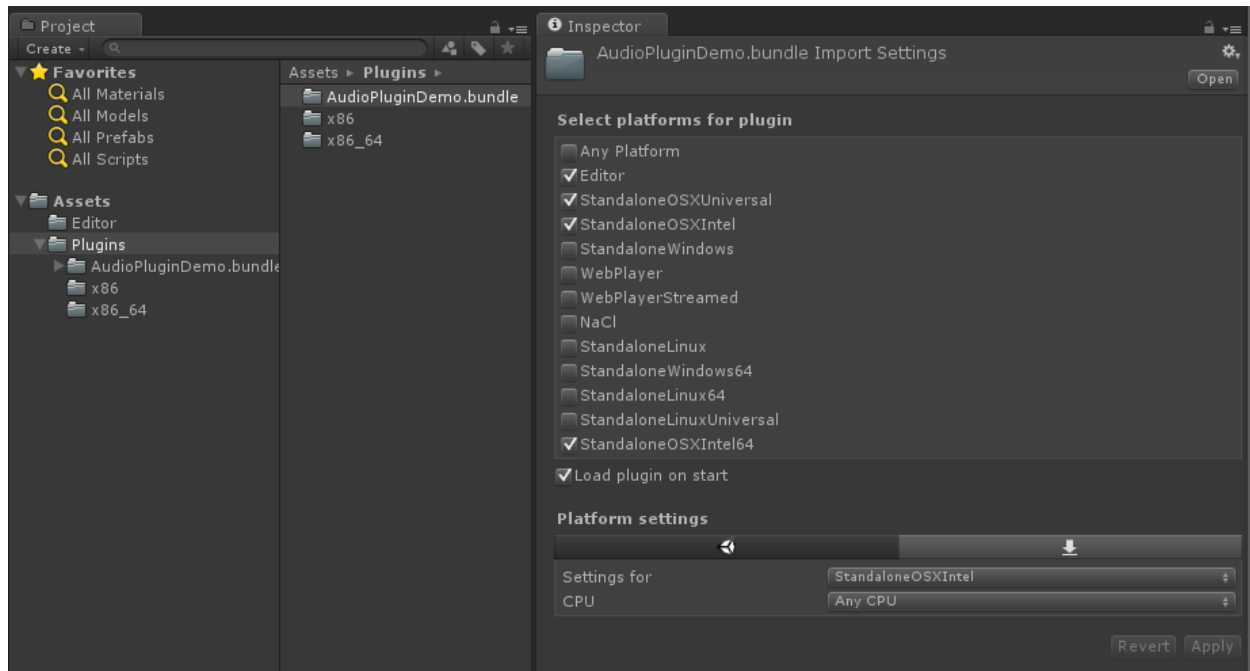 Project
Create
Favorites
All Materials
All Models
All Prefabs
All Scripts
Assets
Editor
Plugins
AudioPluginDemo.bundle
x86
x86_64
Assets ▸ Plugins ▸
AudioPluginDemo.bundle
x86
x86_64
Inspector
AudioPluginDemo.bundle Import Settings
Open
Select platforms for plugin
Any Platform
Editor
StandaloneOSXUniversal
StandaloneOSXIntel
StandaloneWindows
WebPlayer
WebPlayerStreamed
NaCl
StandaloneLinux
StandaloneWindows64
StandaloneLinux64
StandaloneLinuxUniversal
StandaloneOSXIntel64
Load plugin on start
Platform settings
Settings for StandaloneOSXIntel
CPU Any CPU
Revert Apply